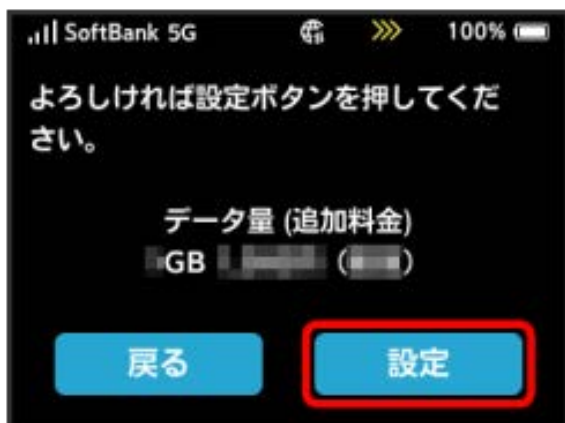 SoftBank 5G 100%
よろしければ設定ボタンを押してくだ
さい。
データ量 (追加料金)
GB ( )
戻る 設定